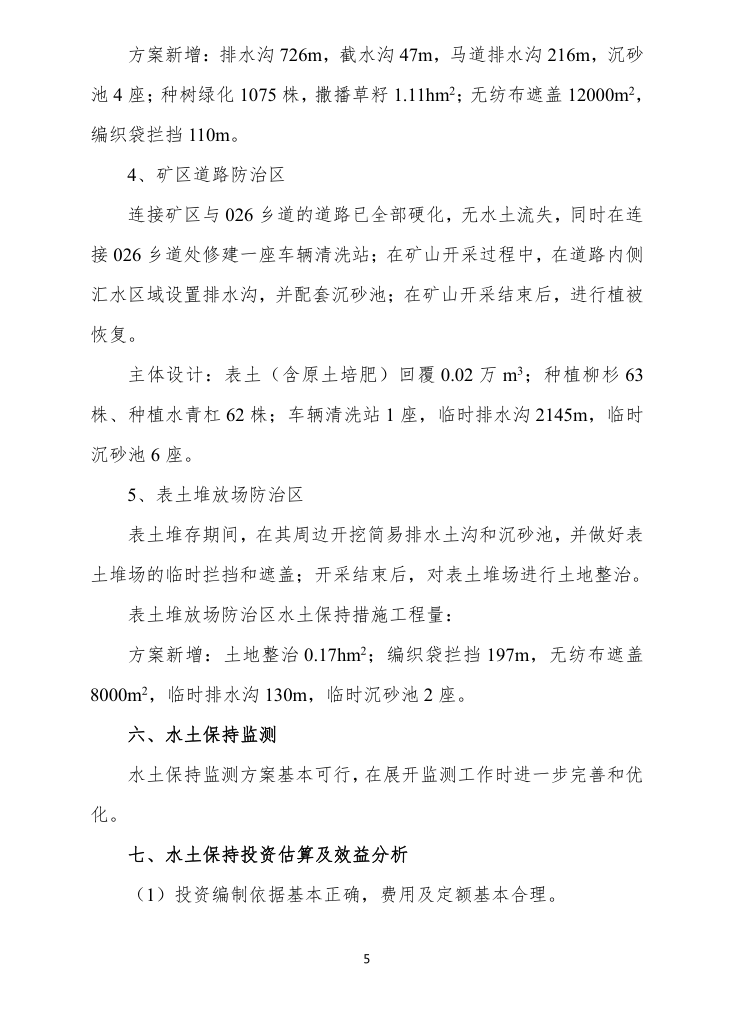 方案新增：排水沟 726m，截水沟 47m，马道排水沟 216m，沉砂
池 4 座；种树绿化 1075 株，撒播草籽 1.11hm²；无纺布遮盖 12000m²，
编织袋拦挡 110m。
4、矿区道路防治区
连接矿区与 026 乡道的道路已全部硬化，无水土流失，同时在连
接 026 乡道处修建一座车辆清洗站；在矿山开采过程中，在道路内侧
汇水区域设置排水沟，并配套沉砂池；在矿山开采结束后，进行植被
恢复。
主体设计：表土（含原土培肥）回覆 0.02 万 m³；种植柳杉 63
株、种植水青杠 62 株；车辆清洗站 1 座，临时排水沟 2145m，临时
沉砂池 6 座。
5、表土堆放场防治区
表土堆存期间，在其周边开挖简易排水土沟和沉砂池，并做好表
土堆场的临时拦挡和遮盖；开采结束后，对表土堆场进行土地整治。
表土堆放场防治区水土保持措施工程量：
方案新增：土地整治 0.17hm²；编织袋拦挡 197m，无纺布遮盖
8000m²，临时排水沟 130m，临时沉砂池 2 座。
六、水土保持监测
水土保持监测方案基本可行，在展开监测工作时进一步完善和优
化。
七、水土保持投资估算及效益分析
（1）投资编制依据基本正确，费用及定额基本合理。
5